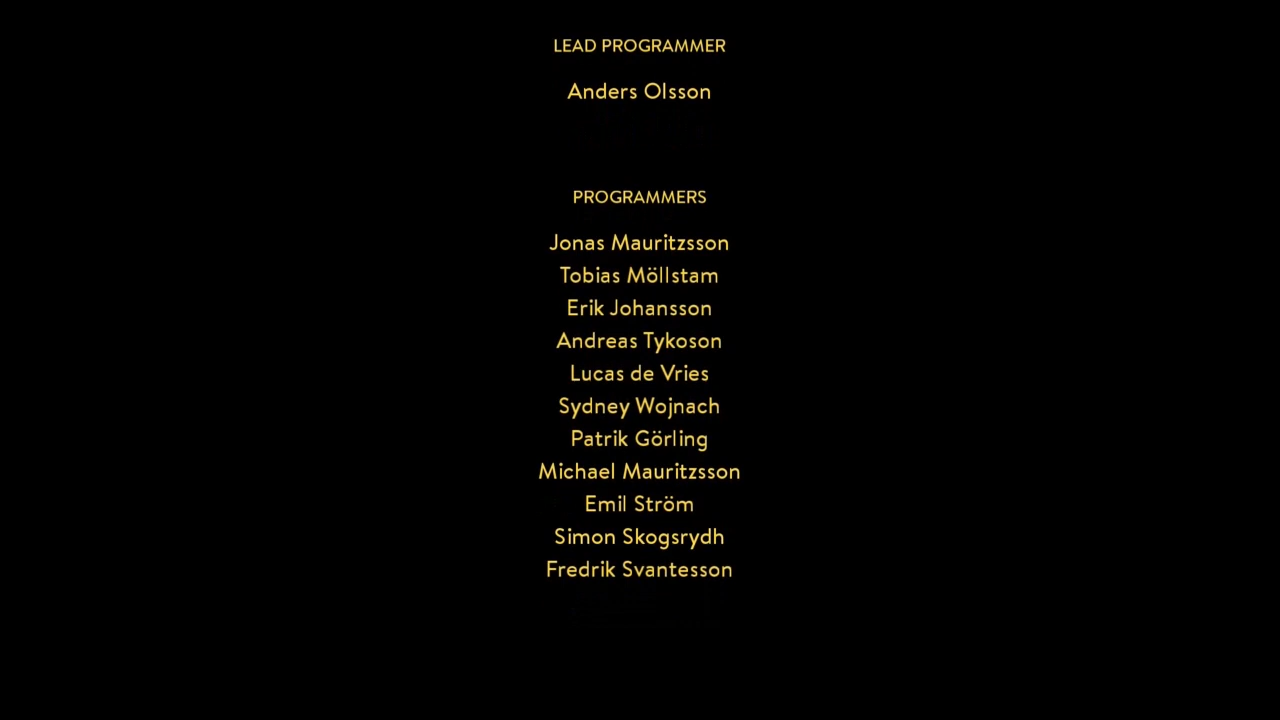 LEAD PROGRAMMER
Anders Olsson
PROGRAMMERS
Jonas Mauritzsson
Tobias Möllstam
Erik Johansson
Andreas Tykoson
Lucas de Vries
Sydney Wojnach
Patrik Görling
Michael Mauritzsson
Emil Ström
Simon Skogsrydh
Fredrik Svantesson